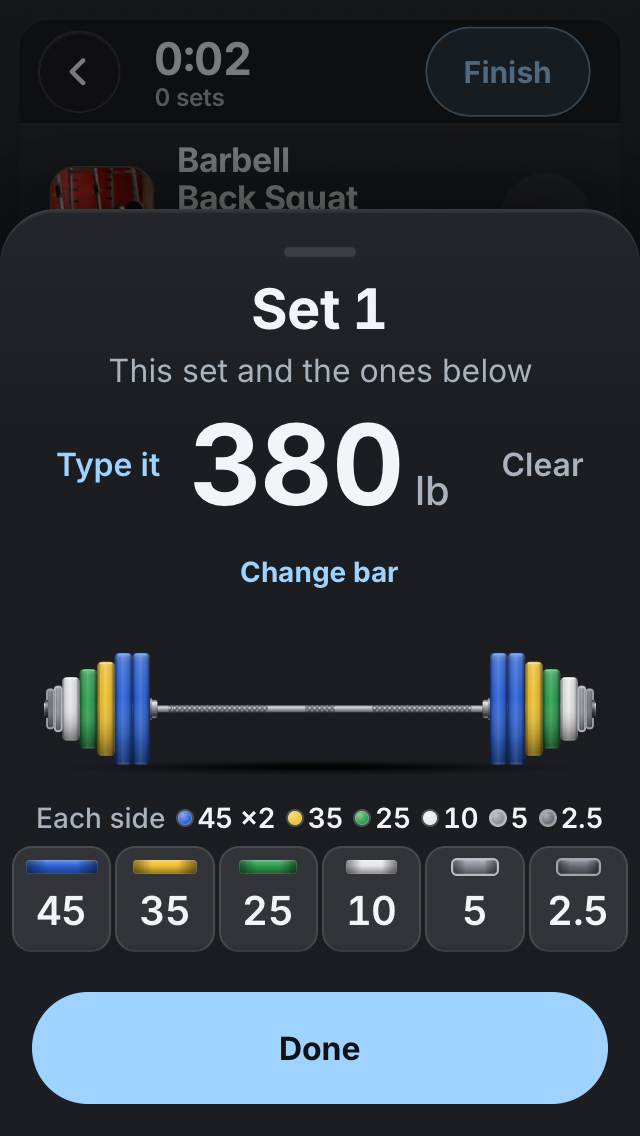 0:02
0 sets
Finish
Barbell
Back Squat
Set 1
This set and the ones below
Type it 380 lb Clear
Change bar
Each side 45 ×2 35 25 10 5 2.5
45 35 25 10 5 2.5
Done